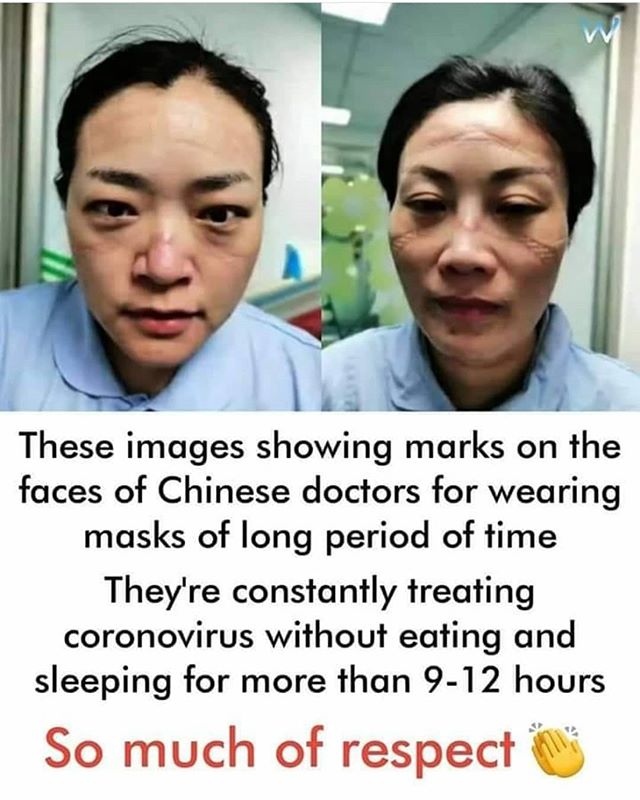 W
These images showing marks on the
faces of Chinese doctors for wearing
masks of long period of time
They're constantly treating
coronovirus without eating and
sleeping for more than 9-12 hours
So much of respect 👏